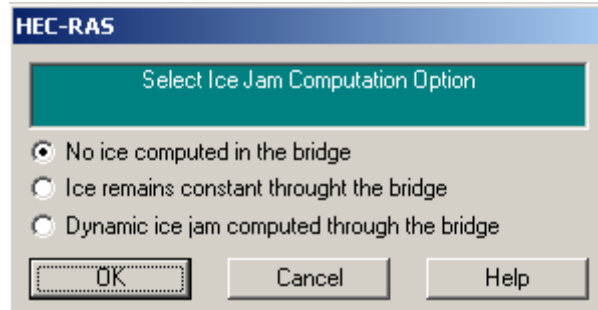 HEC-RAS
Select Ice Jam Computation Option
No ice computed in the bridge
Ice remains constant throught the bridge
Dynamic ice jam computed through the bridge
OK Cancel Help